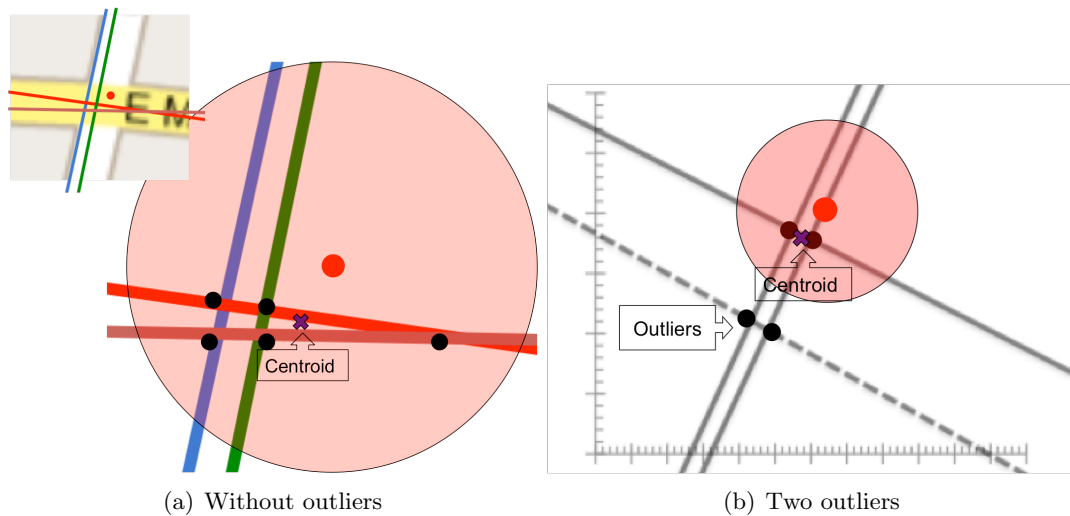 E M
Centroid
(a) Without outliers
Centroid
Outliers
(b) Two outliers